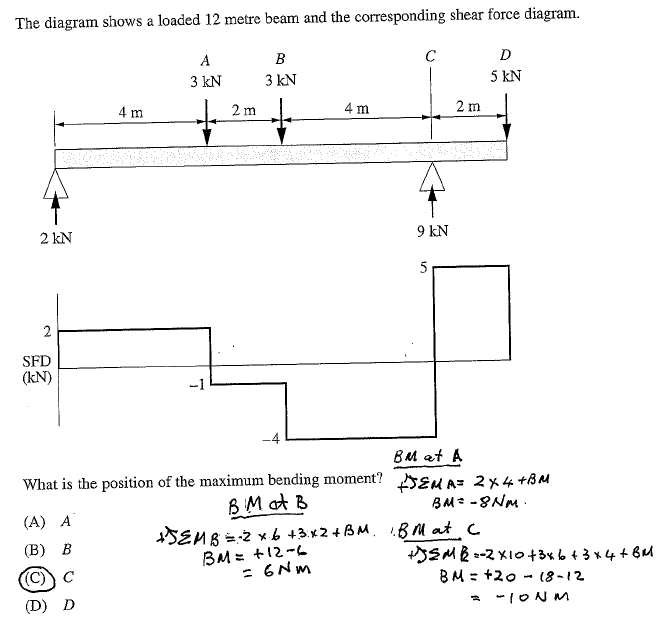 The diagram shows a loaded 12 metre beam and the corresponding shear force diagram.
A B C D
3 kN 3 kN 5 kN
4 m 2 m 4 m 2 m
2 kN 9 kN
5
2
SFD
(kN)
–1
–4
BM at A
What is the position of the maximum bending moment?
+ΣMA= 2×4+BM
BM= -8Nm.
BM at B
(A) A
+ΣMB =-2 ×6 +3×2+BM.
BM= +12-6
= 6Nm
BM at C
+ΣMB =-2×10+3×6+3×4+BM
BM= +20 - 18-12
= -10NM
(B) B
(C) C
(D) D